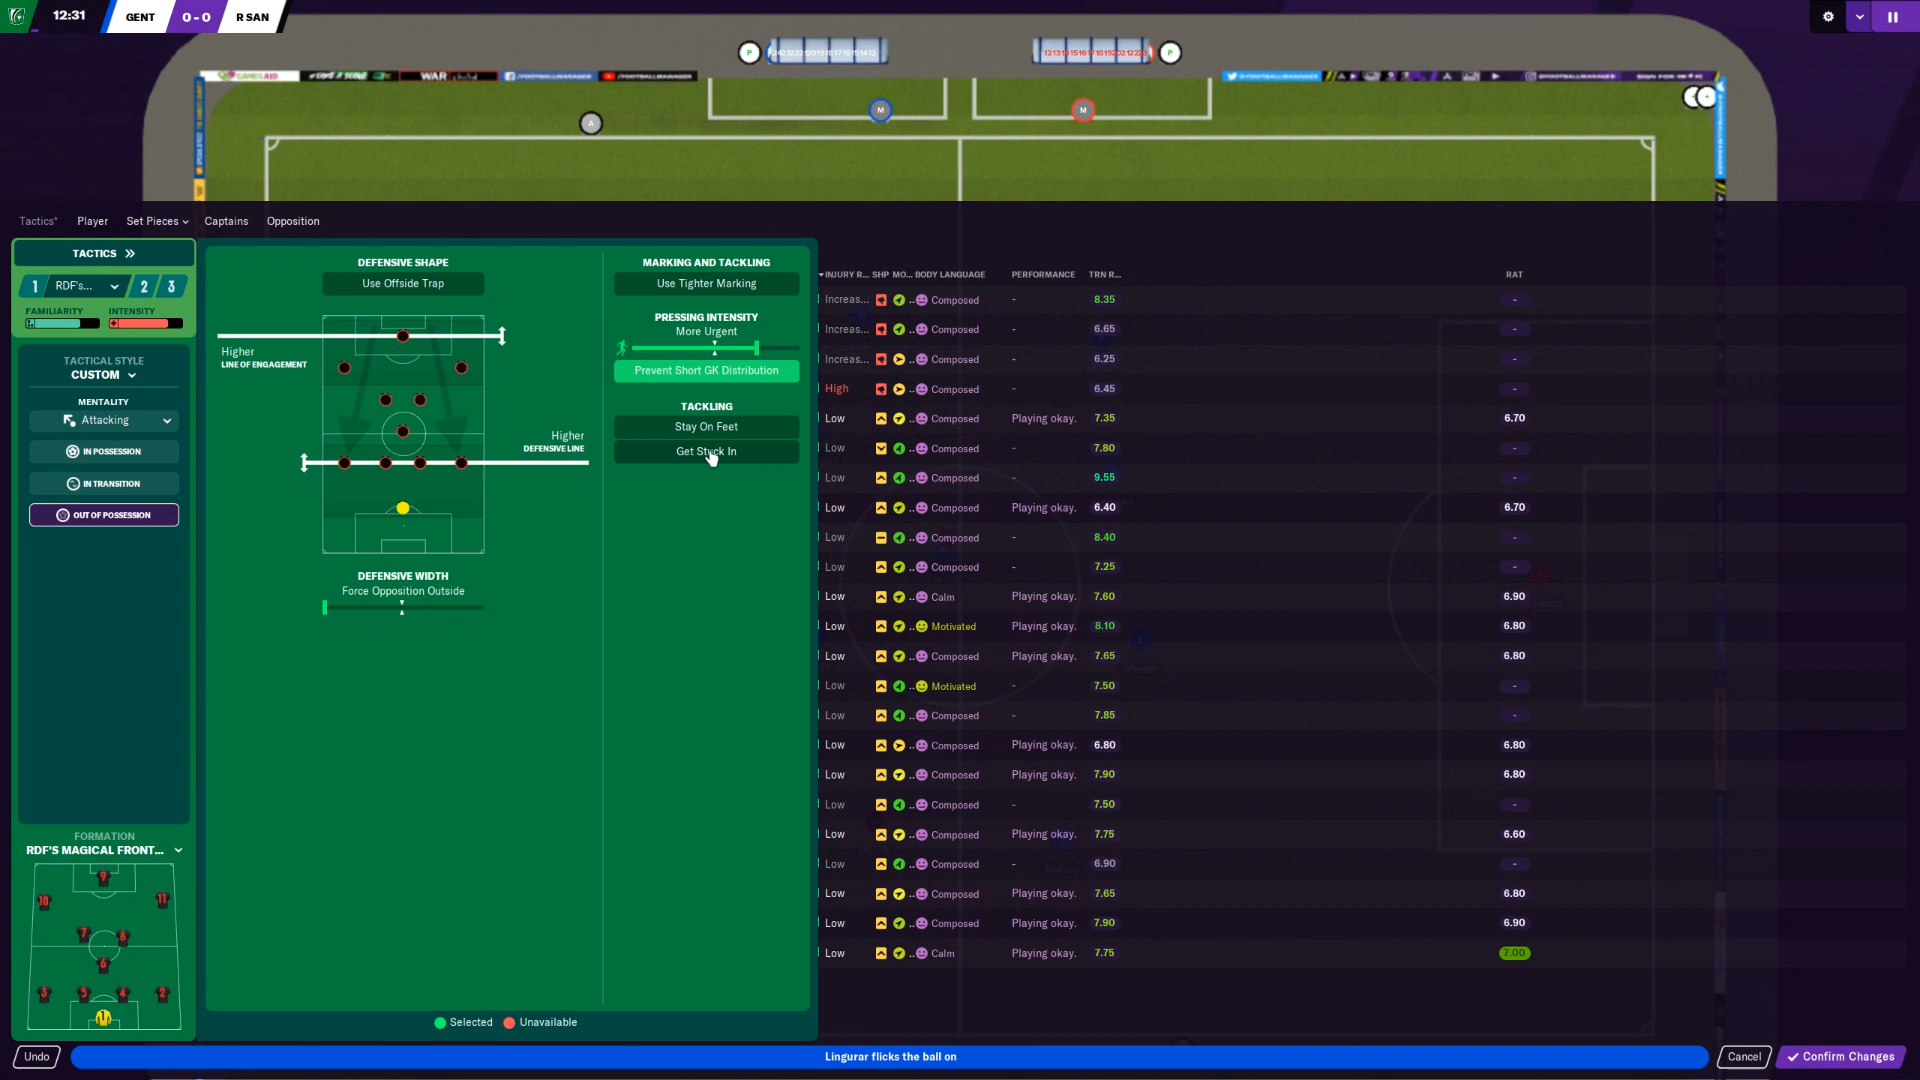 12:31
GENT
0 - 0
R SAN
P
P
M
M
A
Tactics*
Player
Set Pieces
Captains
Opposition
TACTICS
1
RDF's...
2
3
FAMILIARITY
INTENSITY
TACTICAL STYLE
CUSTOM
MENTALITY
Attacking
IN POSSESSION
IN TRANSITION
OUT OF POSSESSION
FORMATION
RDF'S MAGICAL FRONT...
9
10
11
7
8
6
3
5
4
2
1
DEFENSIVE SHAPE
Use Offside Trap
Higher
LINE OF ENGAGEMENT
Higher
DEFENSIVE LINE
DEFENSIVE WIDTH
Force Opposition Outside
MARKING AND TACKLING
Use Tighter Marking
PRESSING INTENSITY
More Urgent
Prevent Short GK Distribution
TACKLING
Stay On Feet
Get Stuck In
Selected
Unavailable
INJURY R... SHP MO... BODY LANGUAGE PERFORMANCE TRN R... RAT
Increas... Composed - 8.35 -
Increas... Composed - 6.65 -
Increas... Composed - 6.25 -
High Composed - 6.45 -
Low Composed Playing okay. 7.35 6.70
Low Composed - 7.80 -
Low Composed - 9.55 -
Low Composed Playing okay. 6.40 6.70
Low Composed - 8.40 -
Low Composed - 7.25 -
Low Calm Playing okay. 7.60 6.90
Low Motivated Playing okay. 8.10 6.80
Low Composed Playing okay. 7.65 6.80
Low Motivated - 7.50 -
Low Composed - 7.85 -
Low Composed Playing okay. 6.80 6.80
Low Composed Playing okay. 7.90 6.80
Low Composed - 7.50 -
Low Composed Playing okay. 7.75 6.60
Low Composed - 6.90 -
Low Composed Playing okay. 7.65 6.80
Low Composed Playing okay. 7.90 6.90
Low Calm Playing okay. 7.75 7.00
Undo
Lingurar flicks the ball on
Cancel
Confirm Changes